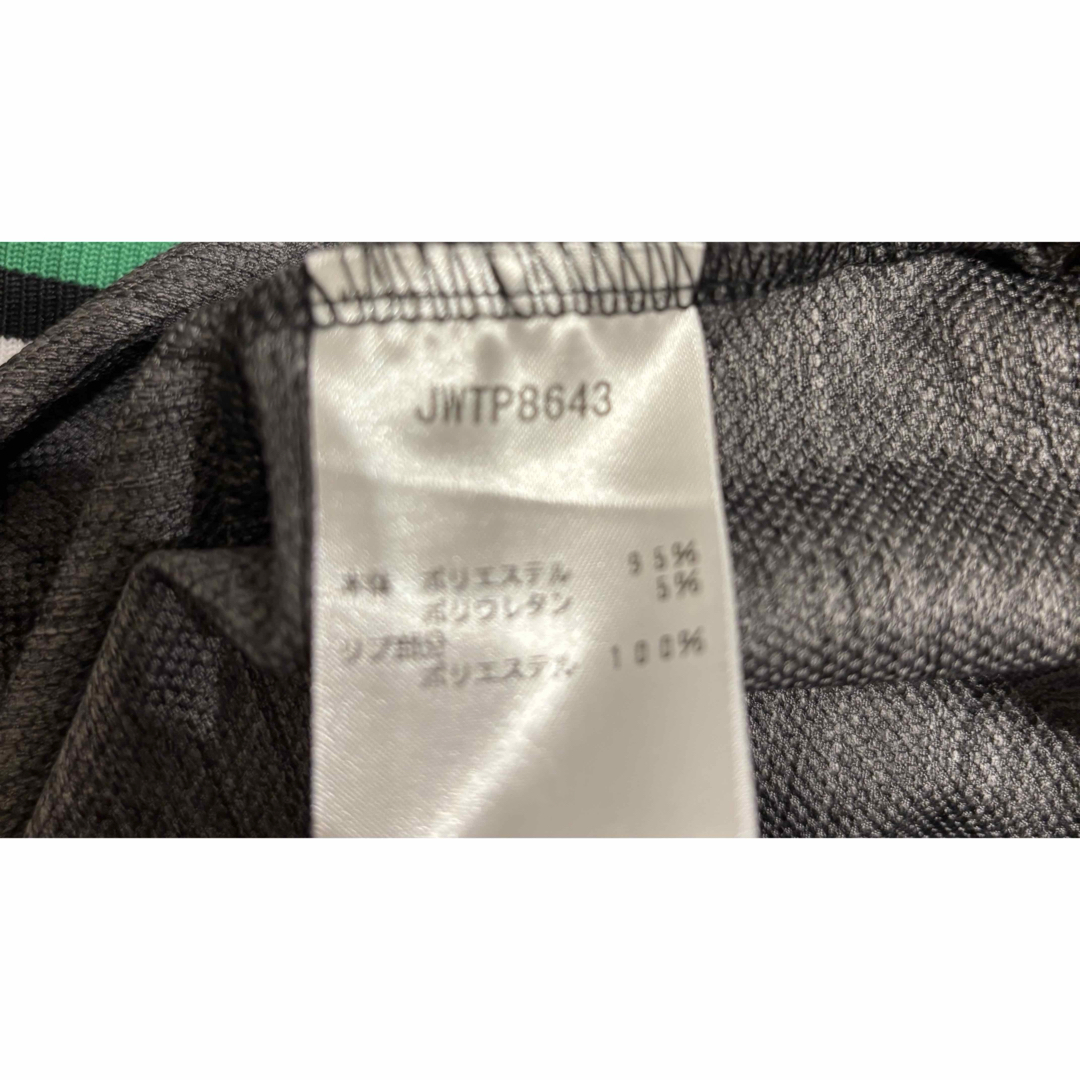 JWTP8643
本体 ポリエステル 95%
ポリウレタン 5%
リブ部分
ポリエステル 100%